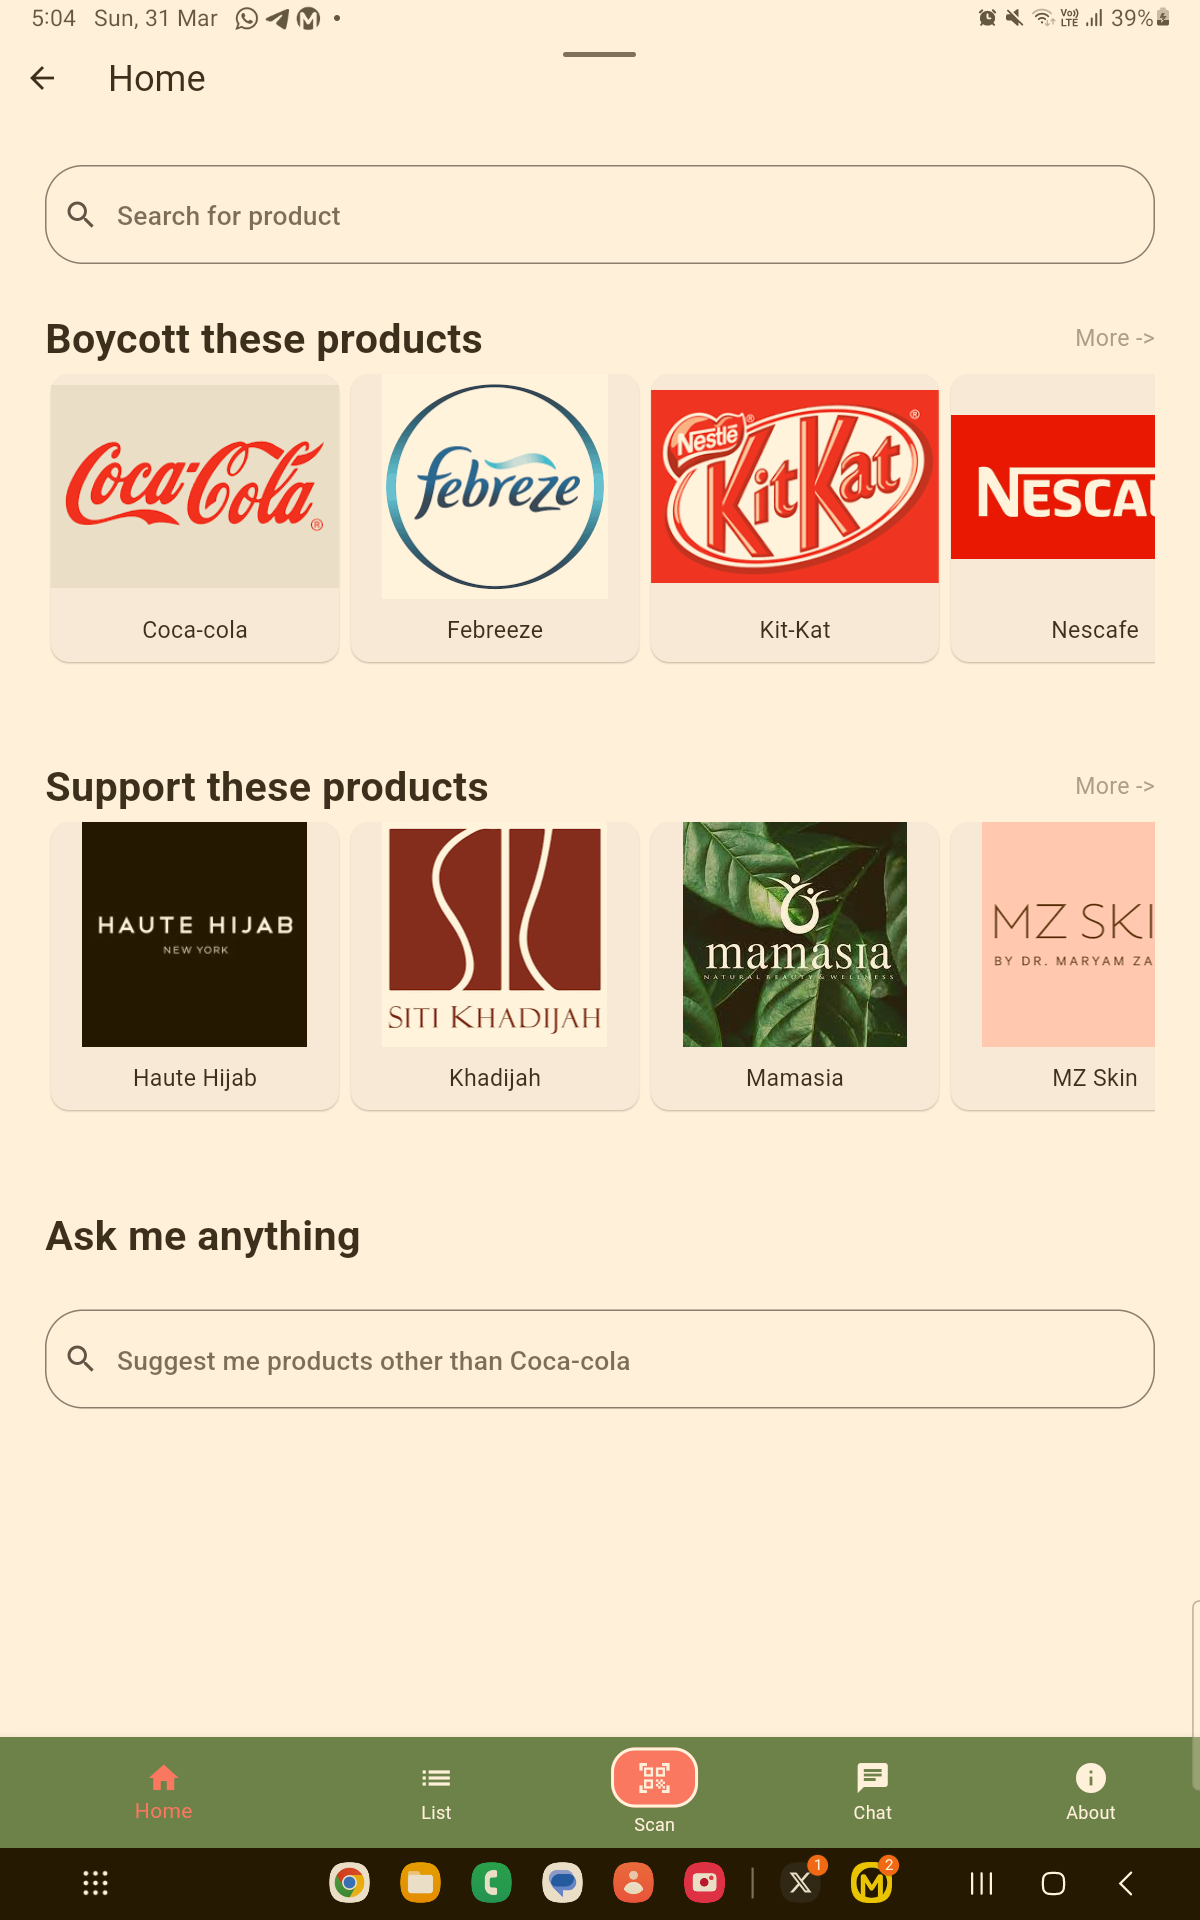 5:04 Sun, 31 Mar
Vo)) LTE 39%
Home
Search for product
Boycott these products
More ->
Coca-Cola ®
febreze
Nestlé ® KitKat ®
NESCA
Coca-cola
Febreeze
Kit-Kat
Nescafe
Support these products
More ->
HAUTE HIJAB
NEW YORK
SITI KHADIJAH
mamasia
NATURAL BEAUTY & WELLNESS
MZ SKI
BY DR. MARYAM ZA
Haute Hijab
Khadijah
Mamasia
MZ Skin
Ask me anything
Suggest me products other than Coca-cola
Home
List
Scan
Chat
About
1
2